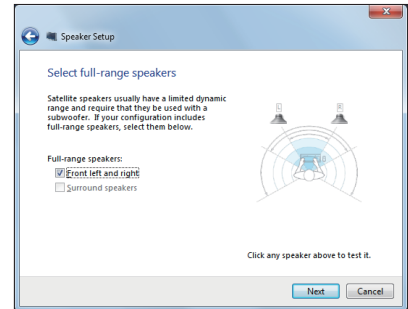 Speaker Setup
Select full-range speakers
Satellite speakers usually have a limited dynamic
range and require that they be used with a
subwoofer. If your configuration includes
full-range speakers, select them below.
L
R
Full-range speakers:
Front left and right
Surround speakers
Click any speaker above to test it.
Next
Cancel